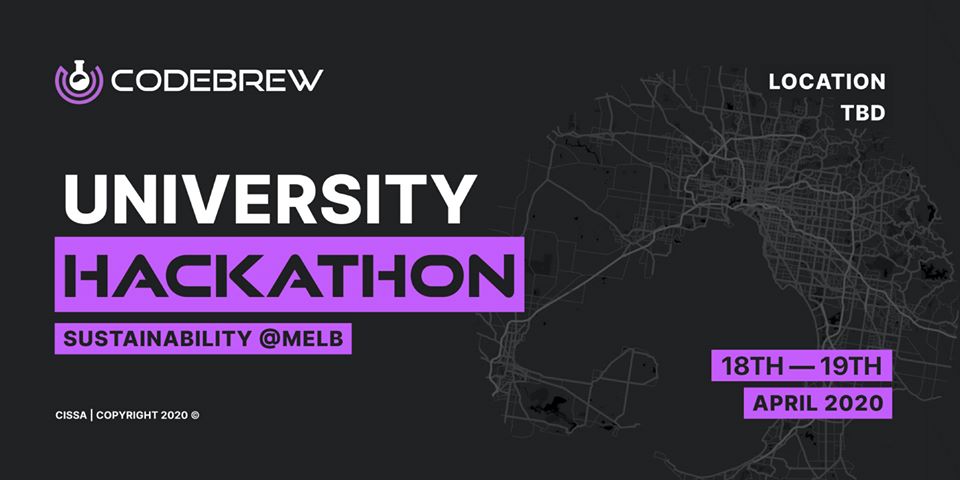 CODEBREW
LOCATION
TBD
UNIVERSITY
HACKATHON
SUSTAINABILITY @MELB
18TH — 19TH
APRIL 2020
CISSA | COPYRIGHT 2020 ©